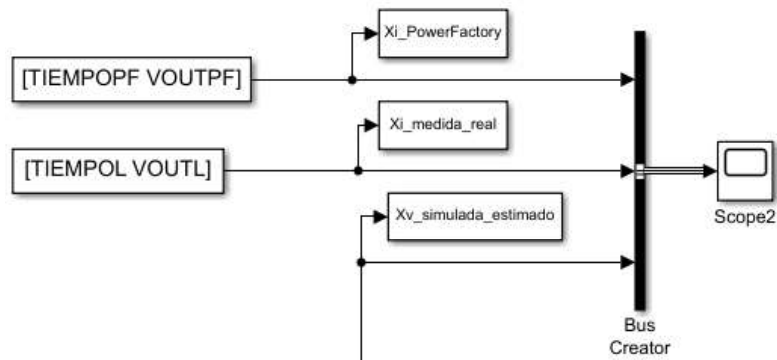 Xi_PowerFactory
[TIEMPOPF VOUTPF]
Xi_medida_real
[TIEMPOL VOUTL]
Xv_simulada_estimado
Scope2
Bus
Creator